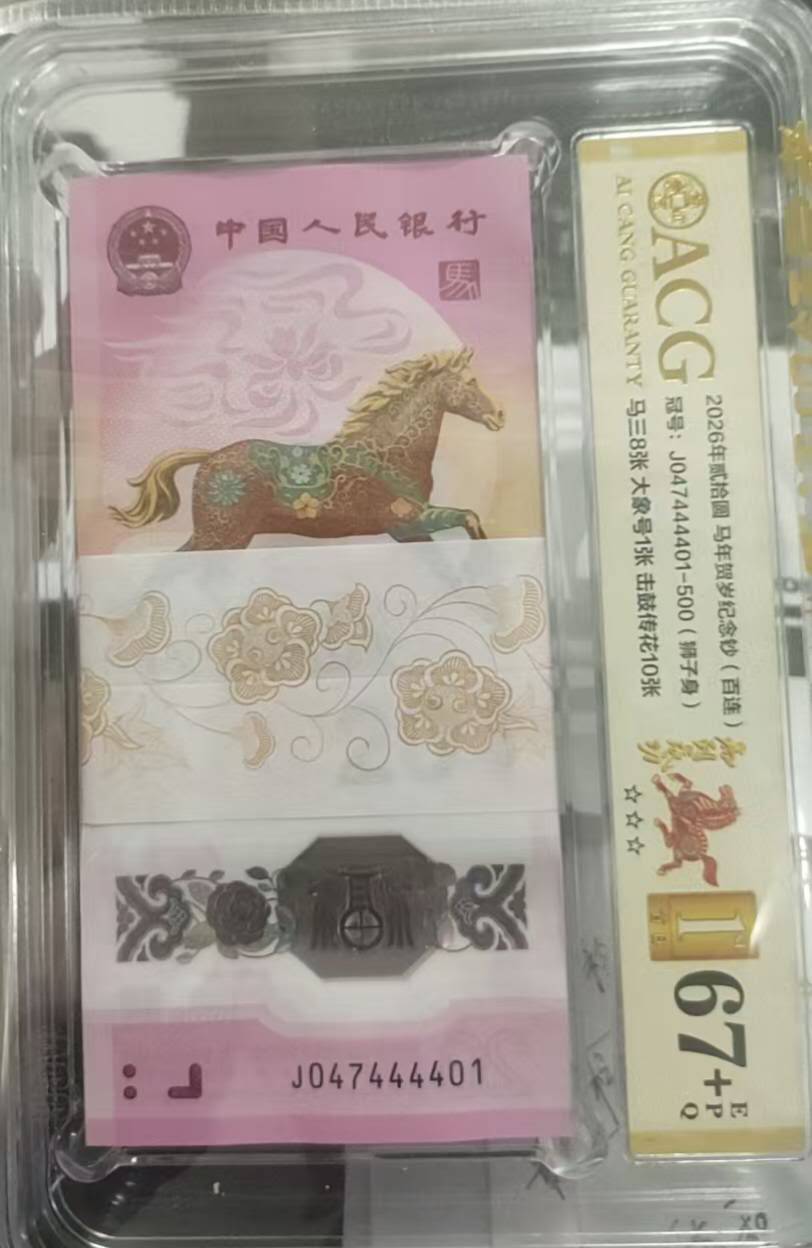 中国人民银行
馬
J047444401
ACG
AI CANG GUARANTY
2026年贰拾圆 马年贺岁纪念钞（百连）
冠号：J047444401-500（狮子身）
马三8张 大象号1张 击鼓传花10张
☆☆☆
67+
E
P
Q